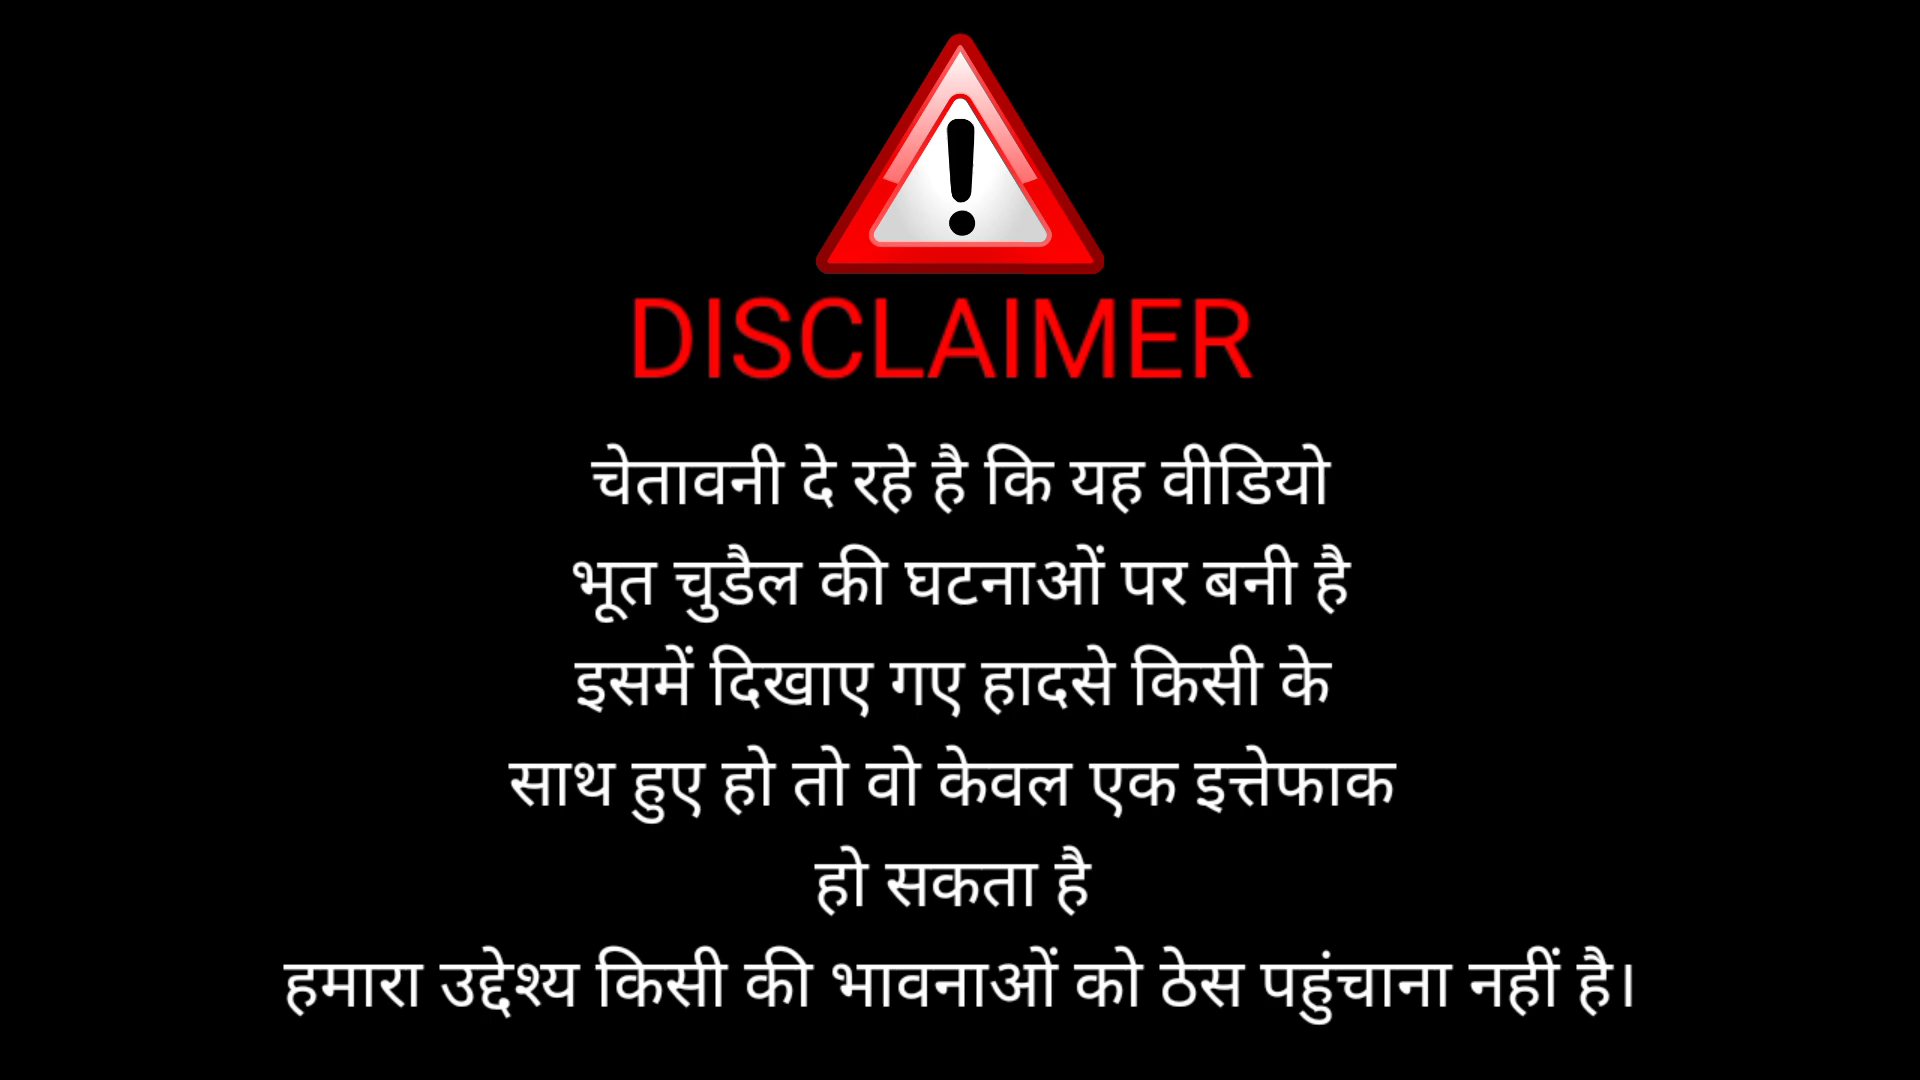 DISCLAIMER
चेतावनी दे रहे है कि यह वीडियो
भूत चुडैल की घटनाओं पर बनी है
इसमें दिखाए गए हादसे किसी के
साथ हुए हो तो वो केवल एक इत्तेफाक
हो सकता है
हमारा उद्देश्य किसी की भावनाओं को ठेस पहुंचाना नहीं है।